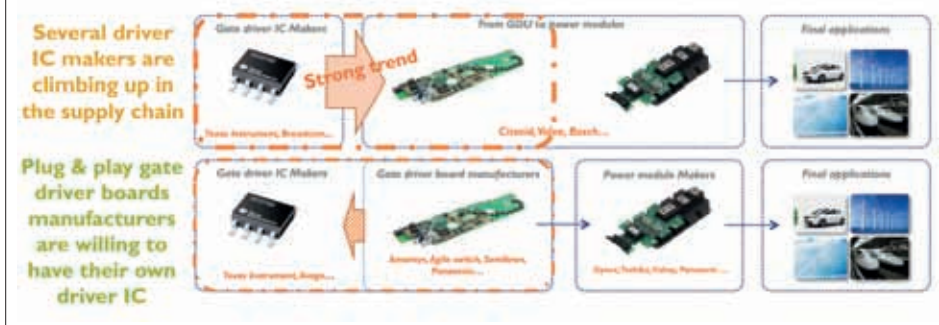 Several driver
IC makers are
climbing up in
the supply chain
Gate driver IC Makers
Strong trend
Texas Instrument, Broadcom...
From GDU to power modules
Valeo, Bosch...
Final applications
Plug & play gate
driver boards
manufacturers
are willing to
have their own
driver IC
Gate driver IC Makers
Texas Instrument, Avago...
Gate driver board manufacturers
Amantys, Agile switch, Semikron,
Panasonic...
Power module Makers
Toshiba, Panasonic ...
Final applications